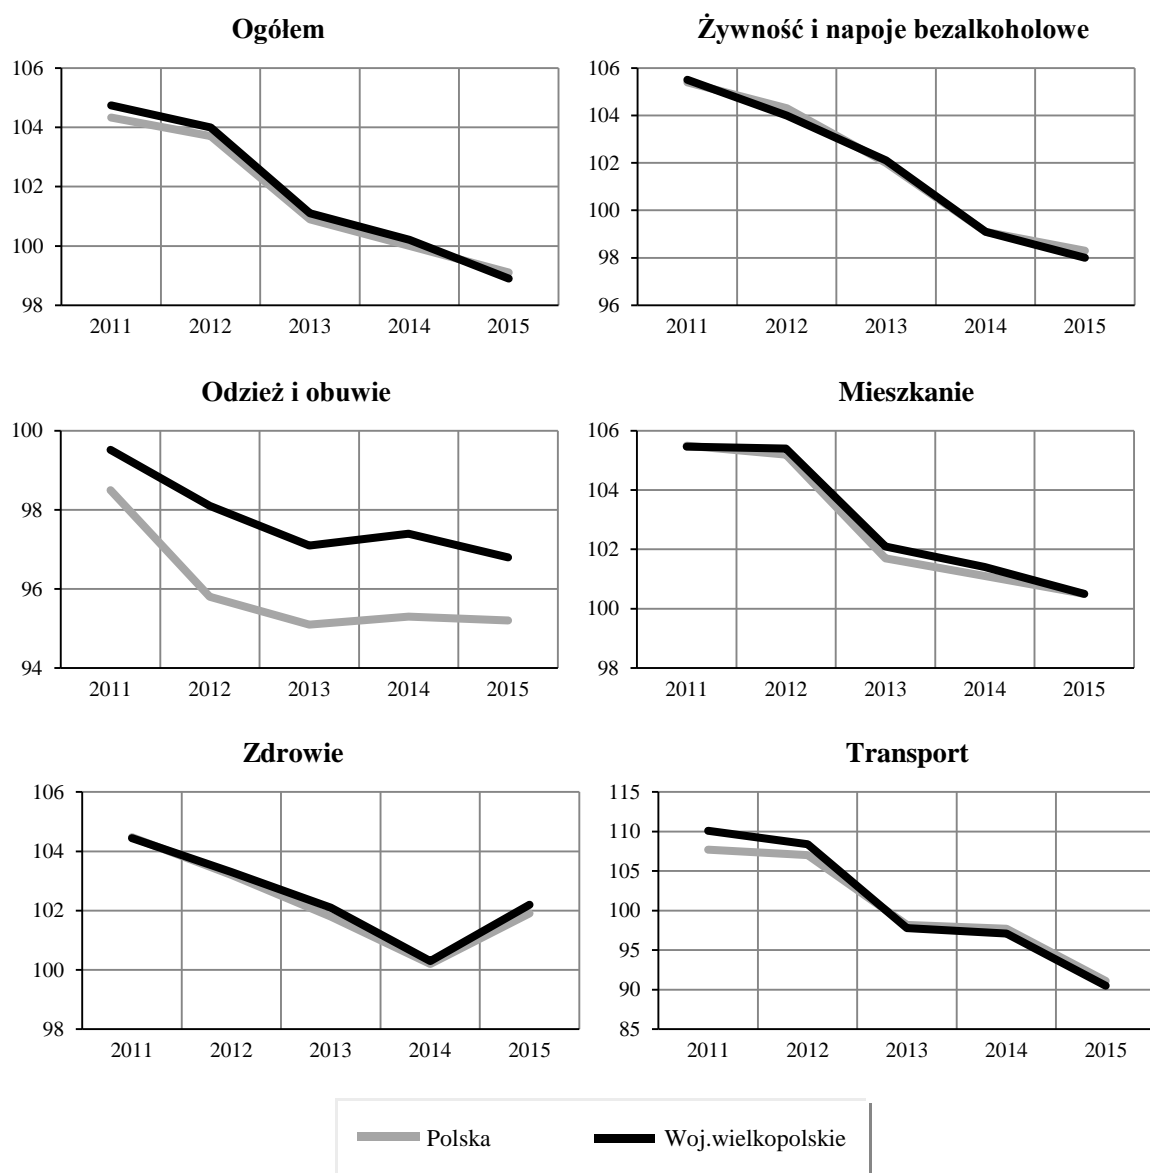 Ogółem
106
104
102
100
98
2011 2012 2013 2014 2015
Żywność i napoje bezalkoholowe
106
104
102
100
98
96
2011 2012 2013 2014 2015
Odzież i obuwie
100
98
96
94
2011 2012 2013 2014 2015
Mieszkanie
106
104
102
100
98
2011 2012 2013 2014 2015
Zdrowie
106
104
102
100
98
2011 2012 2013 2014 2015
Transport
115
110
105
100
95
90
85
2011 2012 2013 2014 2015
Polska Woj.wielkopolskie